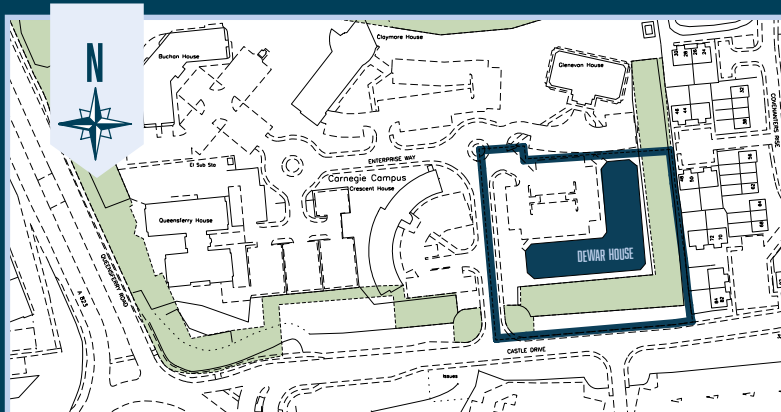 N
Buchan House
Claymore House
Glenevan House
COVENANTERS RISE
El Sub Sta
ENTERPRISE WAY
Carnegie Campus
Crescent House
Queensferry House
DEWAR HOUSE
QUEENSFERRY ROAD
A 823
CASTLE DRIVE
Issues